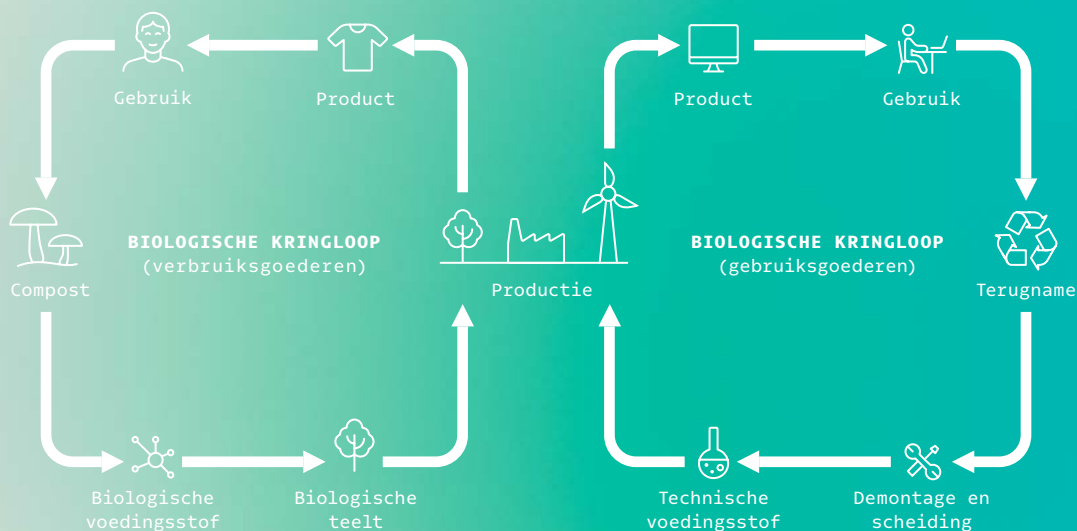 Gebruik
Product
Product
Gebruik
BIOLOGISCHE KRINGLOOP
(verbruiksgoederen)
BIOLOGISCHE KRINGLOOP
(gebruiksgoederen)
Compost
Productie
Terugname
Biologische
voedingsstof
Biologische
teelt
Technische
voedingsstof
Demontage en
scheiding